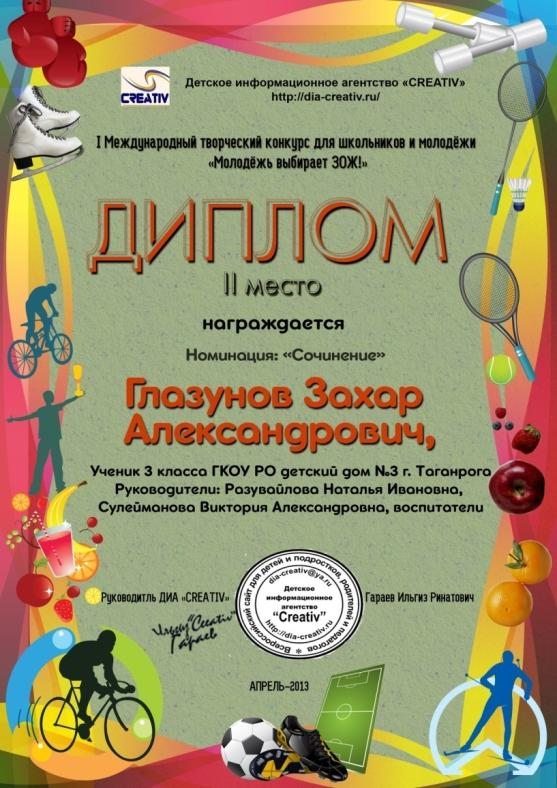 CREATIV
Детское информационное агентство «CREATIV»
http://dia-creativ.ru/
I Международный творческий конкурс для школьников и молодёжи
«Молодёжь выбирает ЗОЖ!»
ДИПЛОМ
II место
награждается
Номинация: «Сочинение»
Глазунов Захар
Александрович,
Ученик 3 класса ГКОУ РО детский дом №3 г. Таганрога
Руководители: Разувайлова Наталья Ивановна,
Сулейманова Виктория Александровна, воспитатели
Руководитель ДИА «CREATIV»
Гараев Ильгиз Ринатович
"Creativ"
Гараев
Всероссийский сайт для детей и подростков, родителей и педагогов
dia-creativ@ya.ru
Детское
информационное
агентство
"Creativ"
http://dia-creativ.ru
АПРЕЛЬ-2013